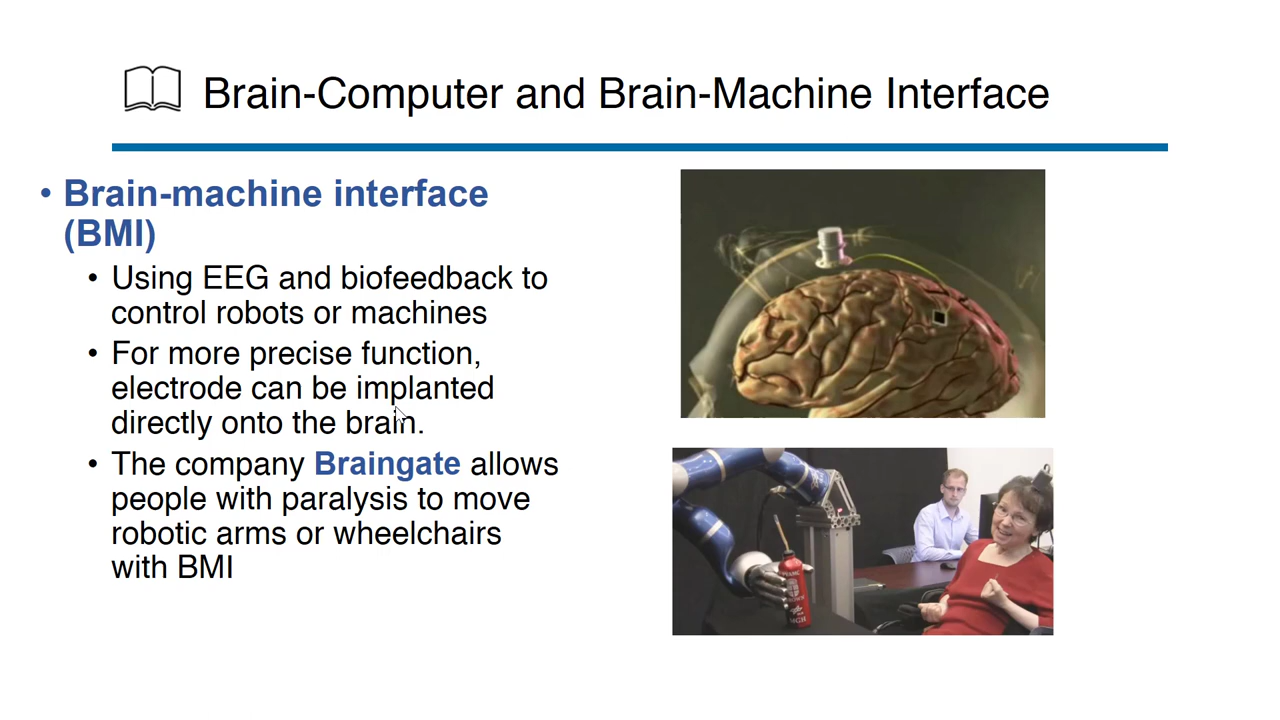 Brain-Computer and Brain-Machine Interface
• Brain-machine interface
(BMI)
• Using EEG and biofeedback to
control robots or machines
• For more precise function,
electrode can be implanted
directly onto the brain.
• The company Braingate allows
people with paralysis to move
robotic arms or wheelchairs
with BMI